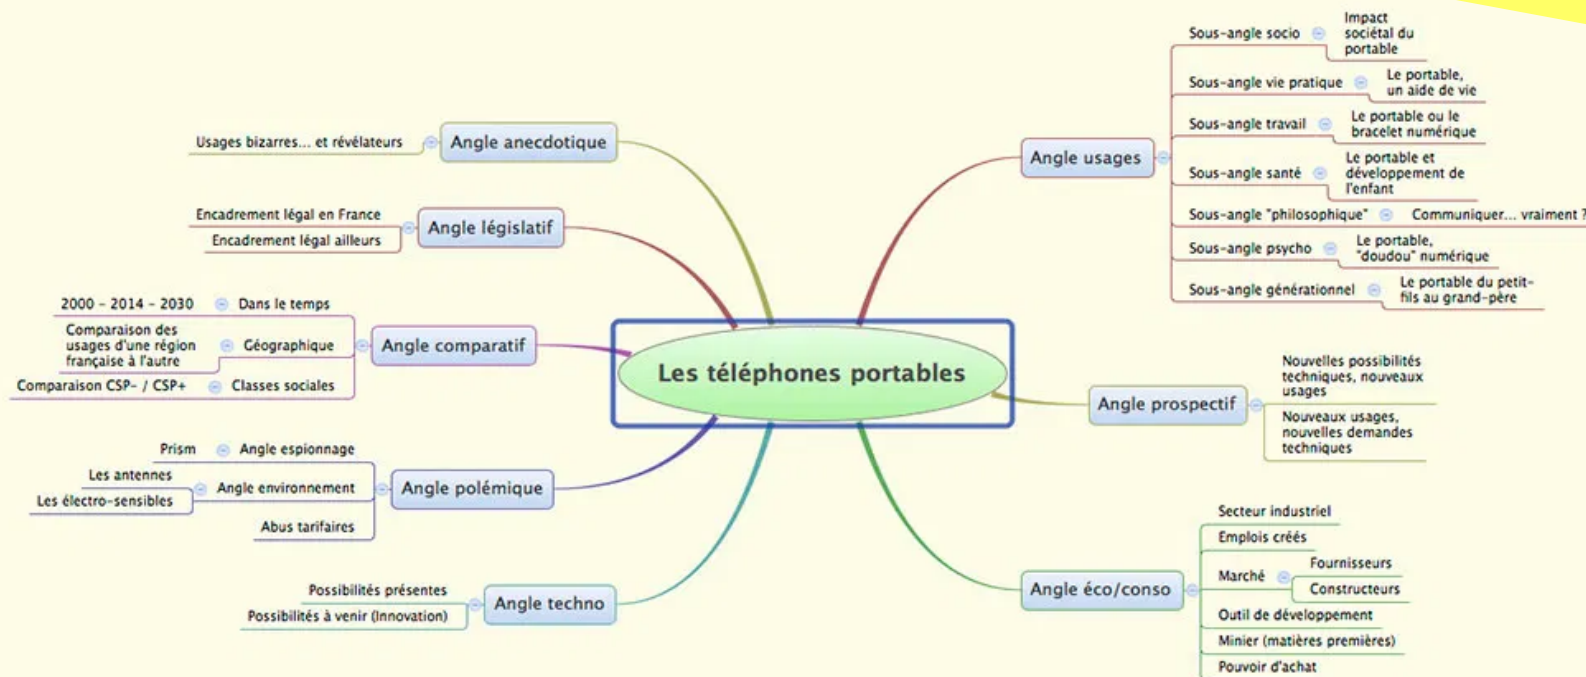 Les téléphones portables
Angle usages
Sous-angle socio
Impact
sociétal du
portable
Sous-angle vie pratique
Le portable,
un aide de vie
Sous-angle travail
Le portable ou le
bracelet numérique
Sous-angle santé
Le portable et
développement de
l'enfant
Sous-angle "philosophique"
Communiquer... vraiment ?
Sous-angle psycho
Le portable,
"doudou" numérique
Sous-angle générationnel
Le portable du petit-
fils au grand-père
Angle prospectif
Nouvelles possibilités
techniques, nouveaux
usages
Nouveaux usages,
nouvelles demandes
techniques
Angle éco/conso
Secteur industriel
Emplois créés
Marché
Fournisseurs
Constructeurs
Outil de développement
Minier (matières premières)
Pouvoir d'achat
Angle anecdotique
Usages bizarres... et révélateurs
Angle législatif
Encadrement légal en France
Encadrement légal ailleurs
Angle comparatif
Dans le temps
2000 - 2014 - 2030
Géographique
Comparaison des
usages d'une région
française à l'autre
Classes sociales
Comparaison CSP- / CSP+
Angle polémique
Angle espionnage
Prism
Angle environnement
Les antennes
Les électro-sensibles
Abus tarifaires
Angle techno
Possibilités présentes
Possibilités à venir (Innovation)